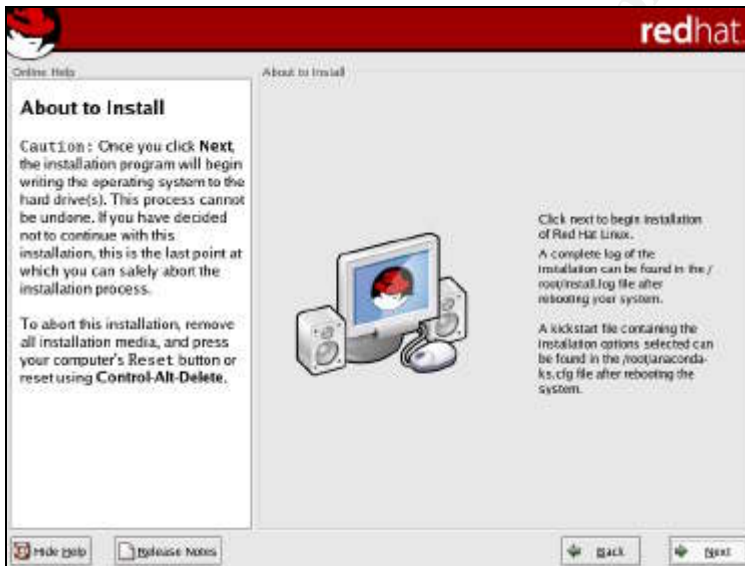 redhat.
Online Help
About to Install
Caution: Once you click Next,
the installation program will begin
writing the operating system to the
hard drive(s). This process cannot
be undone. If you have decided
not to continue with this
installation, this is the last point at
which you can safely abort the
installation process.
To abort this installation, remove
all installation media, and press
your computer's Reset button or
reset using Control-Alt-Delete.
About to Install
Click next to begin installation
of Red Hat Linux.
A complete log of the
installation can be found in the /
root/install.log file after
rebooting your system.
A kickstart file containing the
installation options selected can
be found in the /root/anaconda-
ks.cfg file after rebooting the
system.
Hide Help
Release Notes
Back
Next